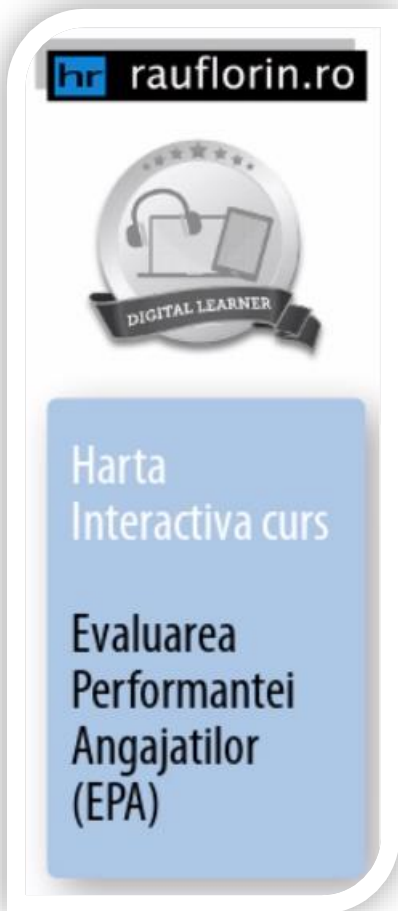 hr rauflorin.ro
DIGITAL LEARNER
Harta
Interactiva curs
Evaluarea
Performantei
Angajatilor
(EPA)